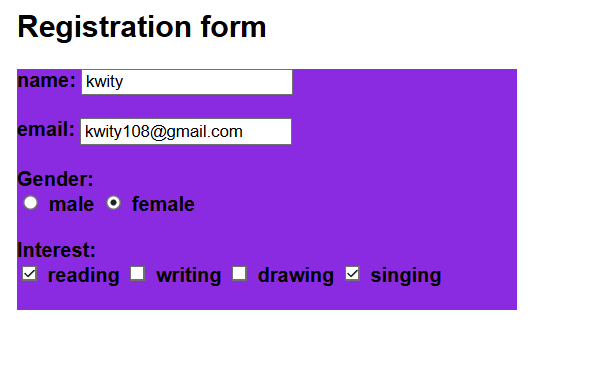 Registration form
name: kwity
email: kwity108@gmail.com
Gender:
male female
Interest:
reading writing drawing singing